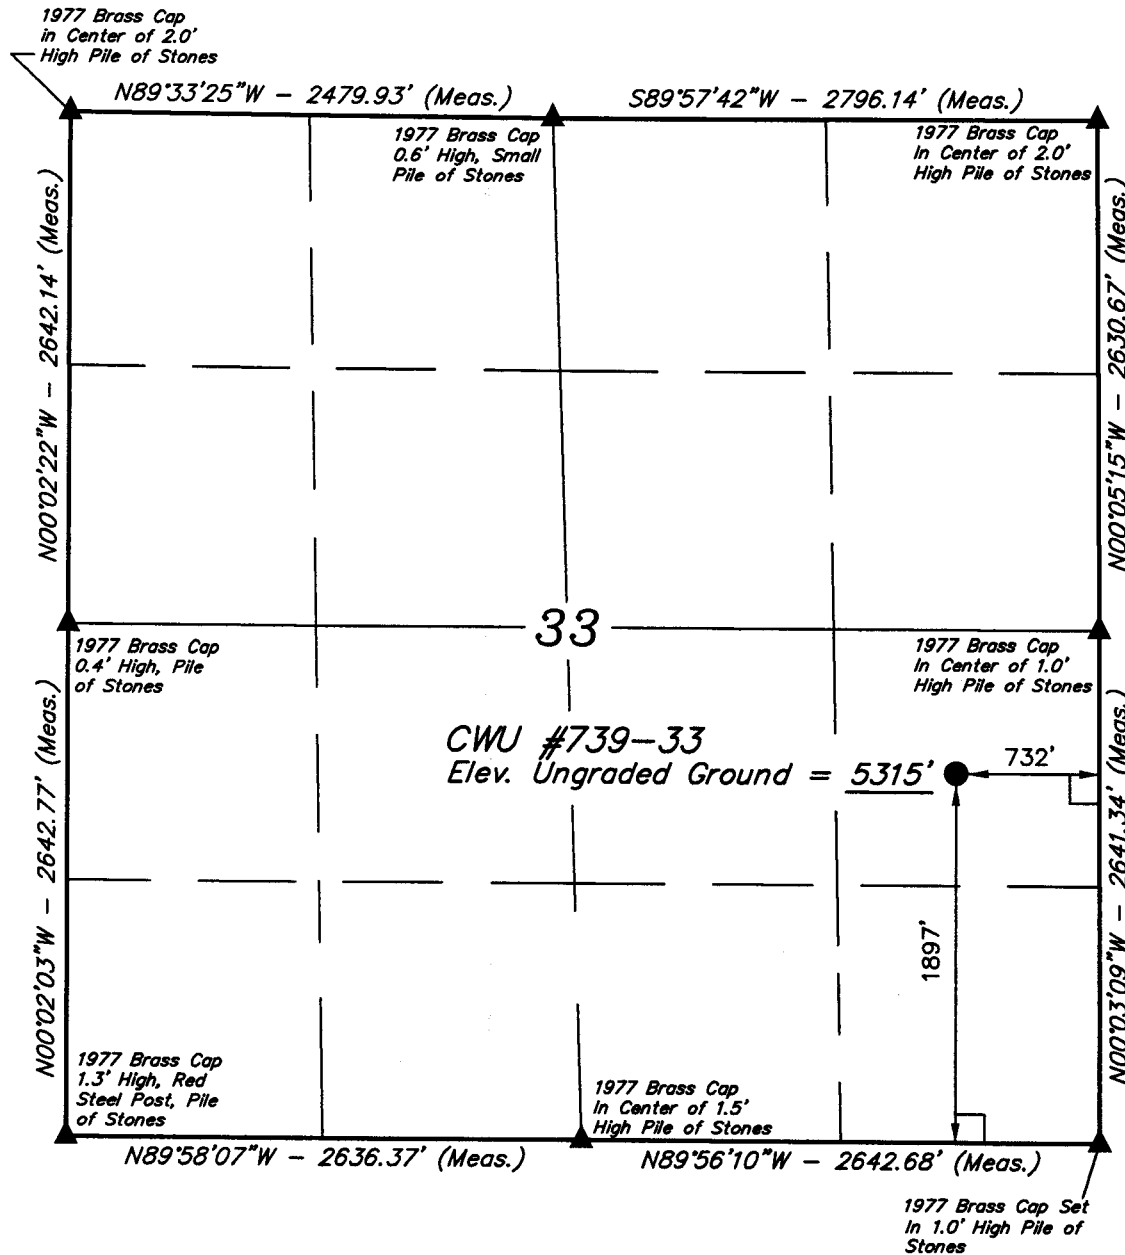 1977 Brass Cap
in Center of 2.0'
High Pile of Stones
N89°33'25"W - 2479.93' (Meas.)
S89°57'42"W - 2796.14' (Meas.)
1977 Brass Cap
0.6' High, Small
Pile of Stones
1977 Brass Cap
In Center of 2.0'
High Pile of Stones
N00°02'22"W - 2642.14' (Meas.)
N00°05'15"W - 2630.67' (Meas.)
33
1977 Brass Cap
0.4' High, Pile
of Stones
1977 Brass Cap
In Center of 1.0'
High Pile of Stones
CWU #739-33
Elev. Ungraded Ground = 5315'
732'
1897'
N00°02'03"W - 2642.77' (Meas.)
N00°03'09"W - 2641.34' (Meas.)
1977 Brass Cap
1.3' High, Red
Steel Post, Pile
of Stones
1977 Brass Cap
In Center of 1.5'
High Pile of Stones
N89°58'07"W - 2636.37' (Meas.)
N89°56'10"W - 2642.68' (Meas.)
1977 Brass Cap Set
In 1.0' High Pile of
Stones